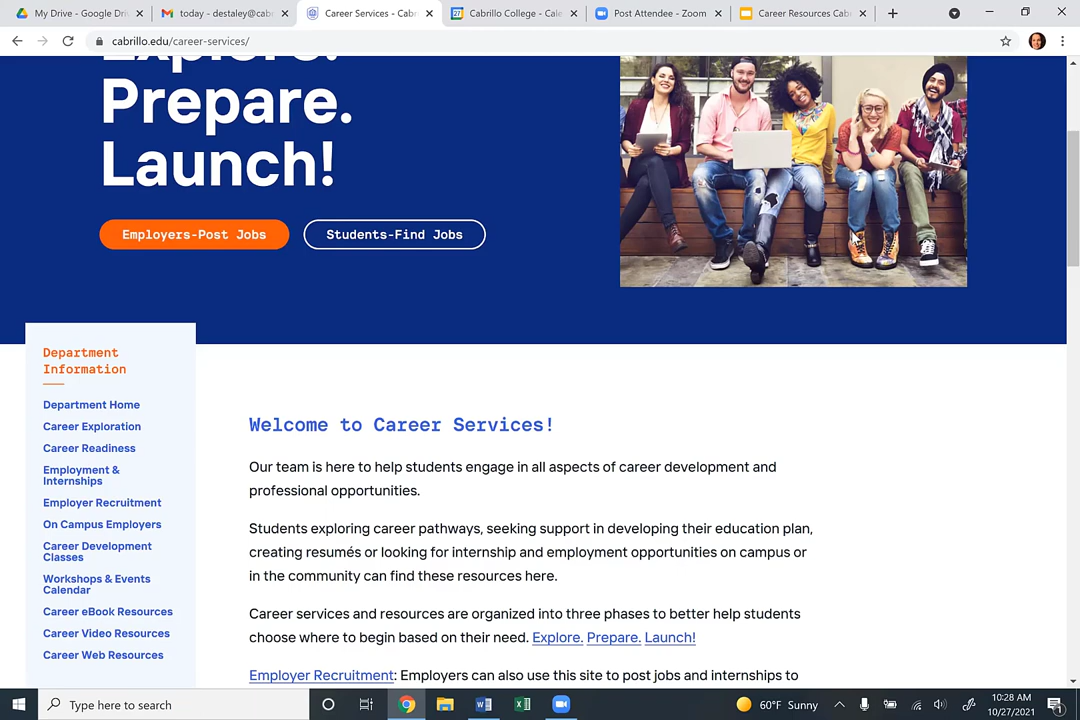 My Drive - Google Dri
today - destaley@cab
Career Services - Cab
Cabrillo College - Cale
Post Attendee - Zoom
Career Resources Cab
cabrillo.edu/career-services/
Explore.
Prepare.
Launch!
Employers-Post Jobs
Students-Find Jobs
Department
Information
Department Home
Career Exploration
Career Readiness
Employment &
Internships
Employer Recruitment
On Campus Employers
Career Development
Classes
Workshops & Events
Calendar
Career eBook Resources
Career Video Resources
Career Web Resources
Welcome to Career Services!
Our team is here to help students engage in all aspects of career development and
professional opportunities.
Students exploring career pathways, seeking support in developing their education plan,
creating resumés or looking for internship and employment opportunities on campus or
in the community can find these resources here.
Career services and resources are organized into three phases to better help students
choose where to begin based on their need. Explore. Prepare. Launch!
Employer Recruitment: Employers can also use this site to post jobs and internships to
Type here to search
60°F Sunny
10:28 AM
10/27/2021